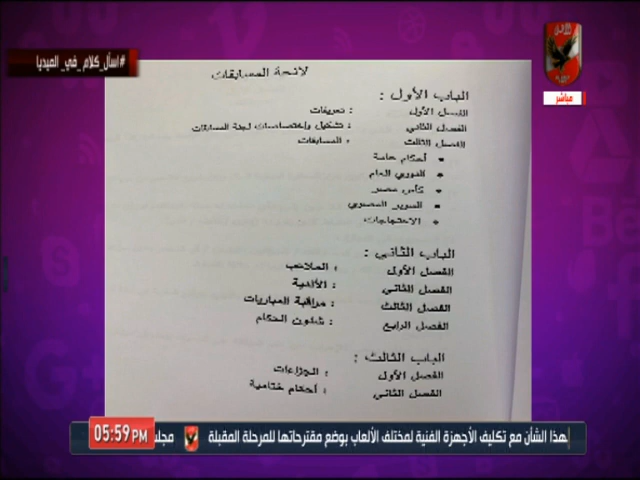 #اسأل_كلام_في_الميديا
مباشر
لائحة المسابقات
الباب الأول :
الفصل الأول : تعريفات
الفصل الثاني : تشكيل وإختصاصات لجنة المسابقات
الفصل الثالث : المسابقات
• أحكام عامة
• الدوري العام
• كأس مصر
• السوبر المصري
• الاحتجاجات
الباب الثاني :
الفصل الأول : الملاعب
الفصل الثاني : الأندية
الفصل الثالث : مراقبة المباريات
الفصل الرابع : شئون الحكام
الباب الثالث :
الفصل الأول : الجزاءات
الفصل الثاني : أحكام ختامية
لهذا الشأن مع تكليف الأجهزة الفنية لمختلف الألعاب بوضع مقترحاتها للمرحلة المقبلة
05:59 PM